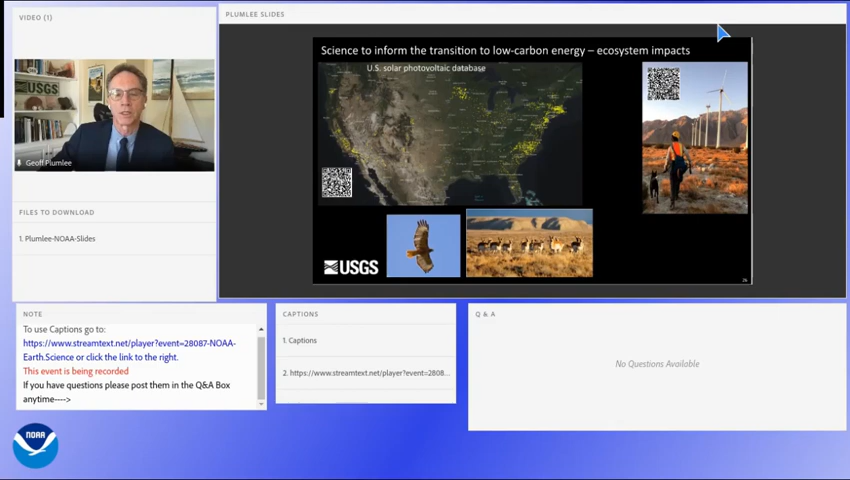 VIDEO (1)
USGS
Geoff Plumlee
FILES TO DOWNLOAD
1. Plumlee-NOAA-Slides
PLUMLEE SLIDES
Science to inform the transition to low-carbon energy – ecosystem impacts
U.S. solar photovoltaic database
USGS
26
NOTE
To use Captions go to:
https://www.streamtext.net/player?event=28087-NOAA-
Earth.Science or click the link to the right.
This event is being recorded
If you have questions please post them in the Q&A Box
anytime---->
CAPTIONS
1. Captions
2. https://www.streamtext.net/player?event=2808...
Q & A
No Questions Available
NOAA